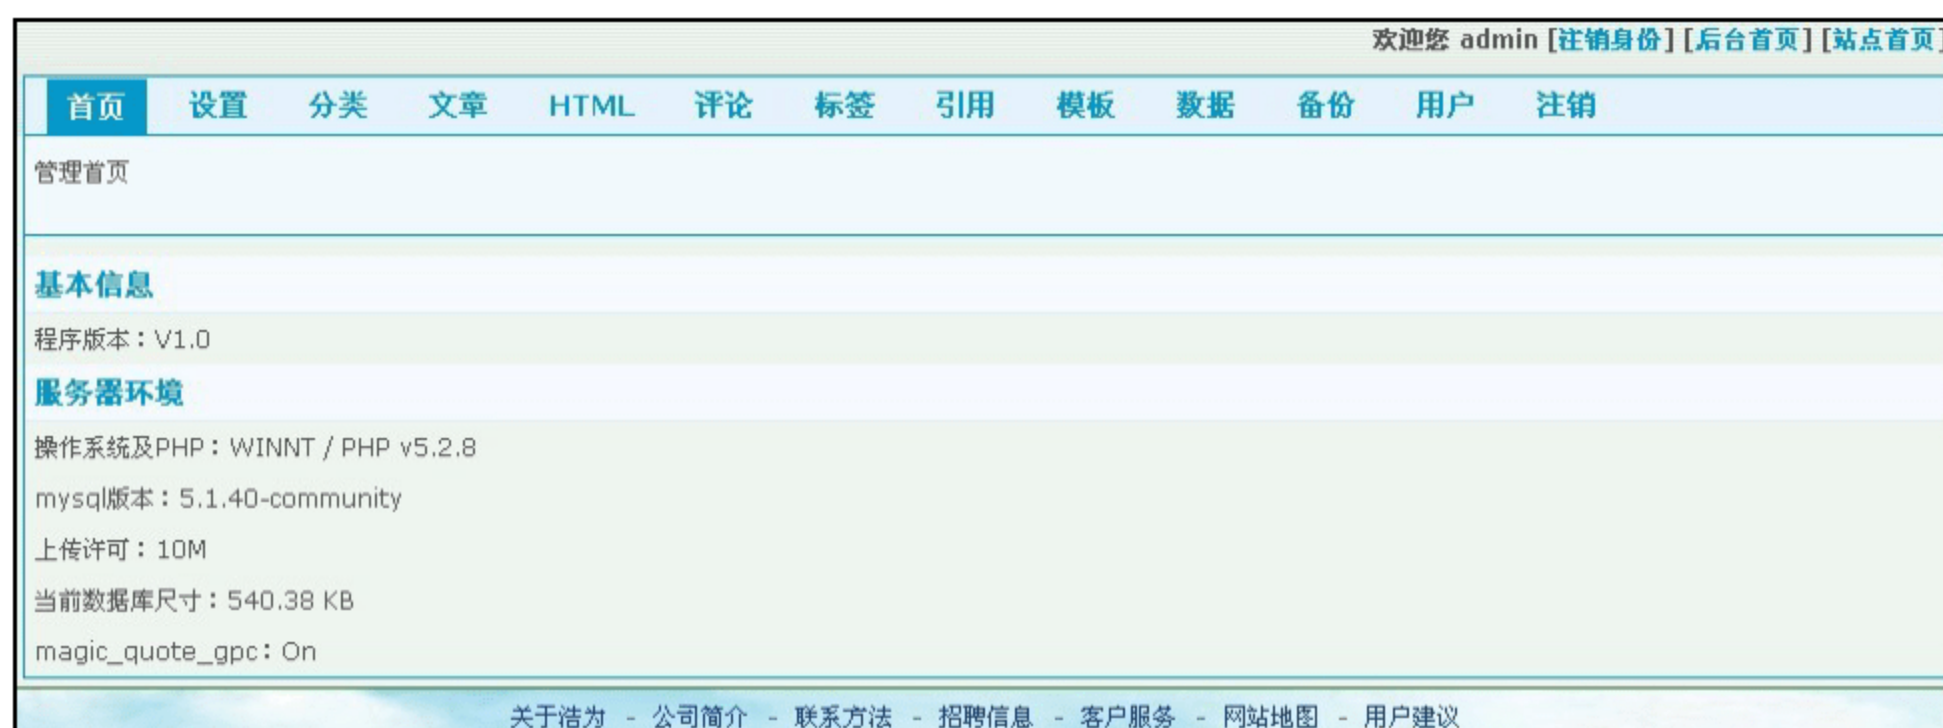 欢迎您 admin [注销身份] [后台首页] [站点首页]
首页 设置 分类 文章 HTML 评论 标签 引用 模板 数据 备份 用户 注销
管理首页
基本信息
程序版本：V1.0
服务器环境
操作系统及PHP：WINNT / PHP v5.2.8
mysql版本：5.1.40-community
上传许可：10M
当前数据库尺寸：540.38 KB
magic_quote_gpc：On
关于浩为 - 公司简介 - 联系方法 - 招聘信息 - 客户服务 - 网站地图 - 用户建议